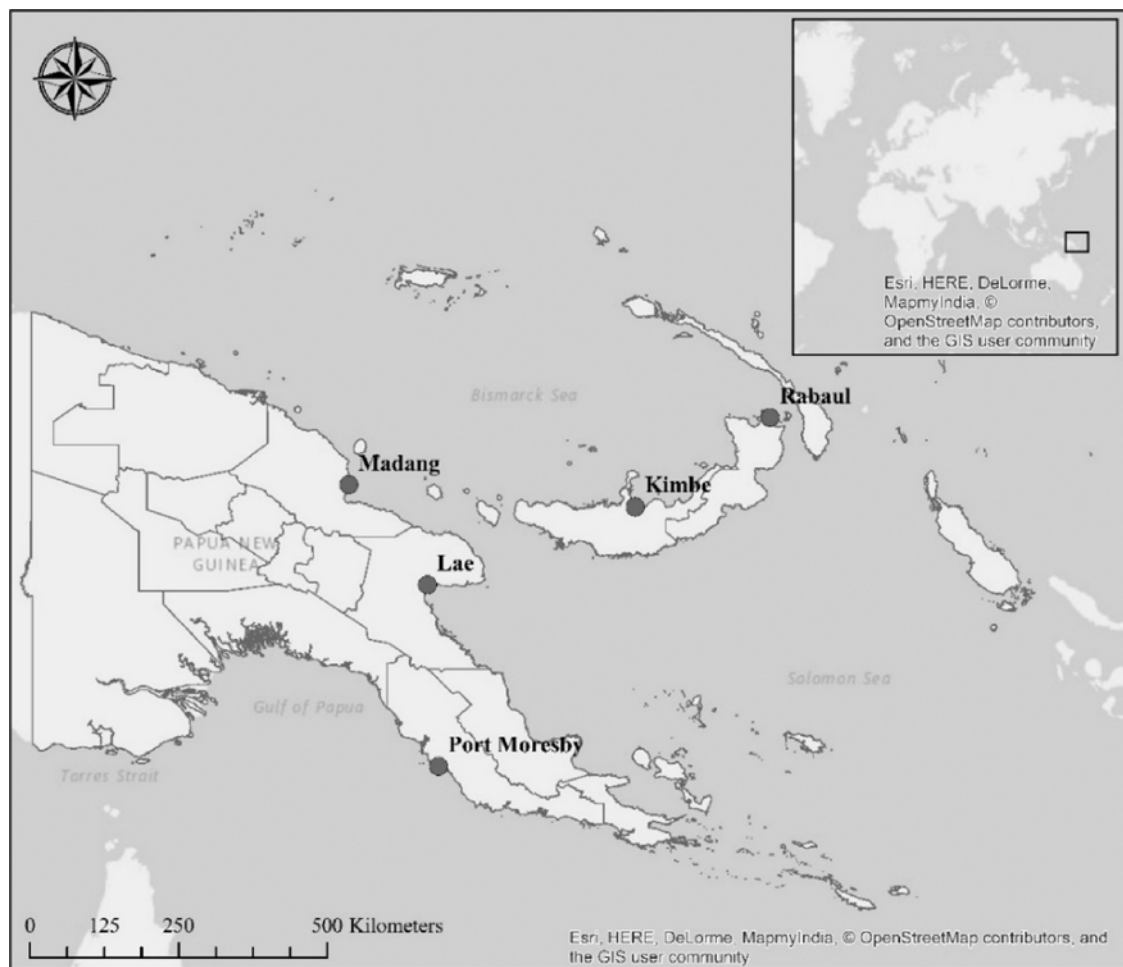 Esri, HERE, DeLorme,
MapmyIndia, ©
OpenStreetMap contributors,
and the GIS user community
Bismarck Sea
Rabaul
Madang
Kimbe
PAPUA NEW
GUINEA
Lae
Solomon Sea
Gulf of Papua
Port Moresby
Torres Strait
0 125 250 500 Kilometers
Esri, HERE, DeLorme, MapmyIndia, © OpenStreetMap contributors, and
the GIS user community